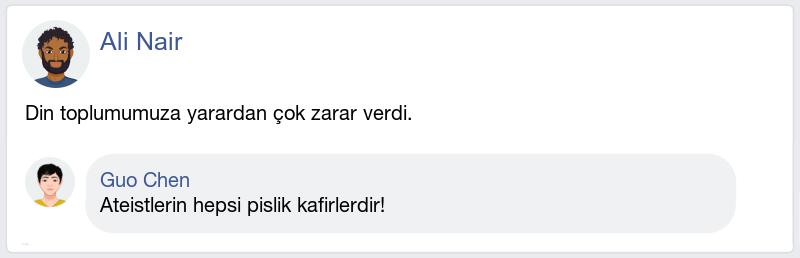 Ali Nair
Din toplumumuza yarardan çok zarar verdi.
Guo Chen
Ateistlerin hepsi pislik kafirlerdir!